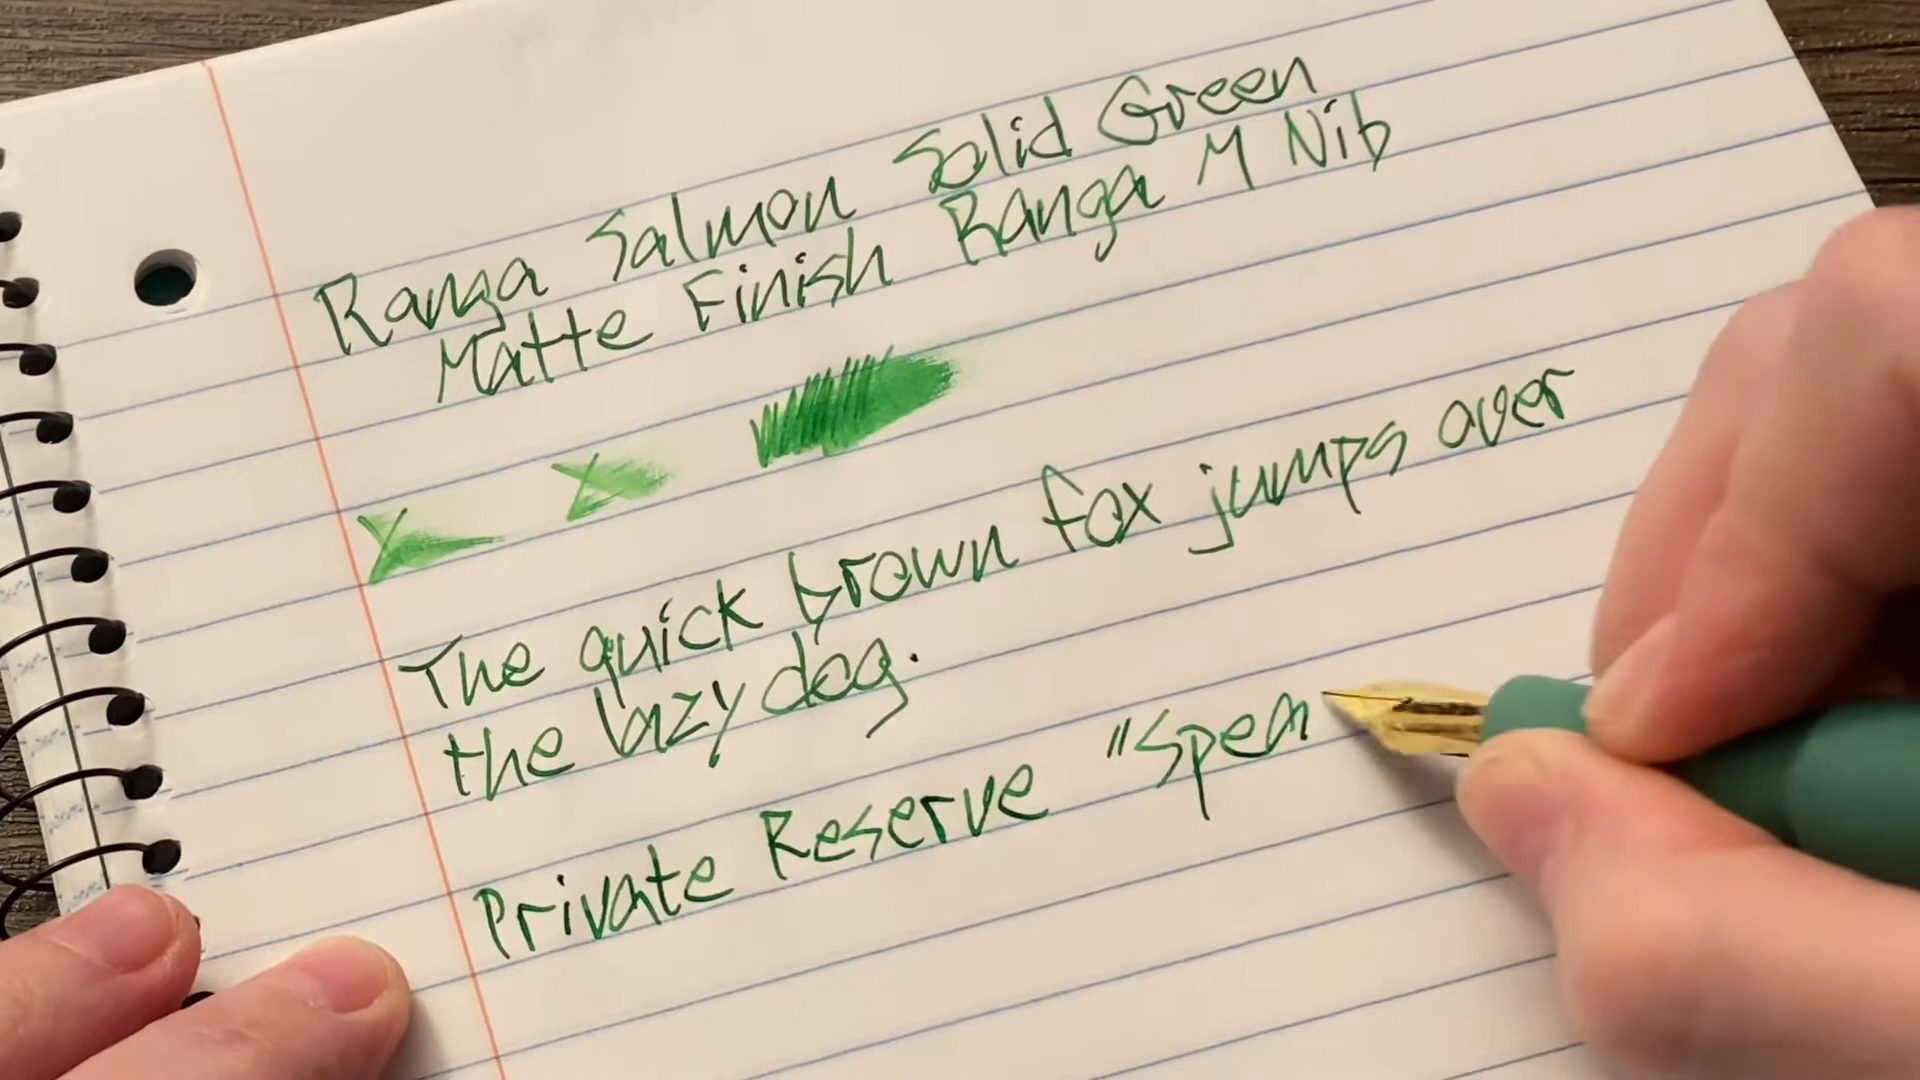 Ranga Salmon Solid Green
Matte Finish Ranga M Nib
The quick brown fox jumps over
the lazy dog.
Private Reserve "Spear